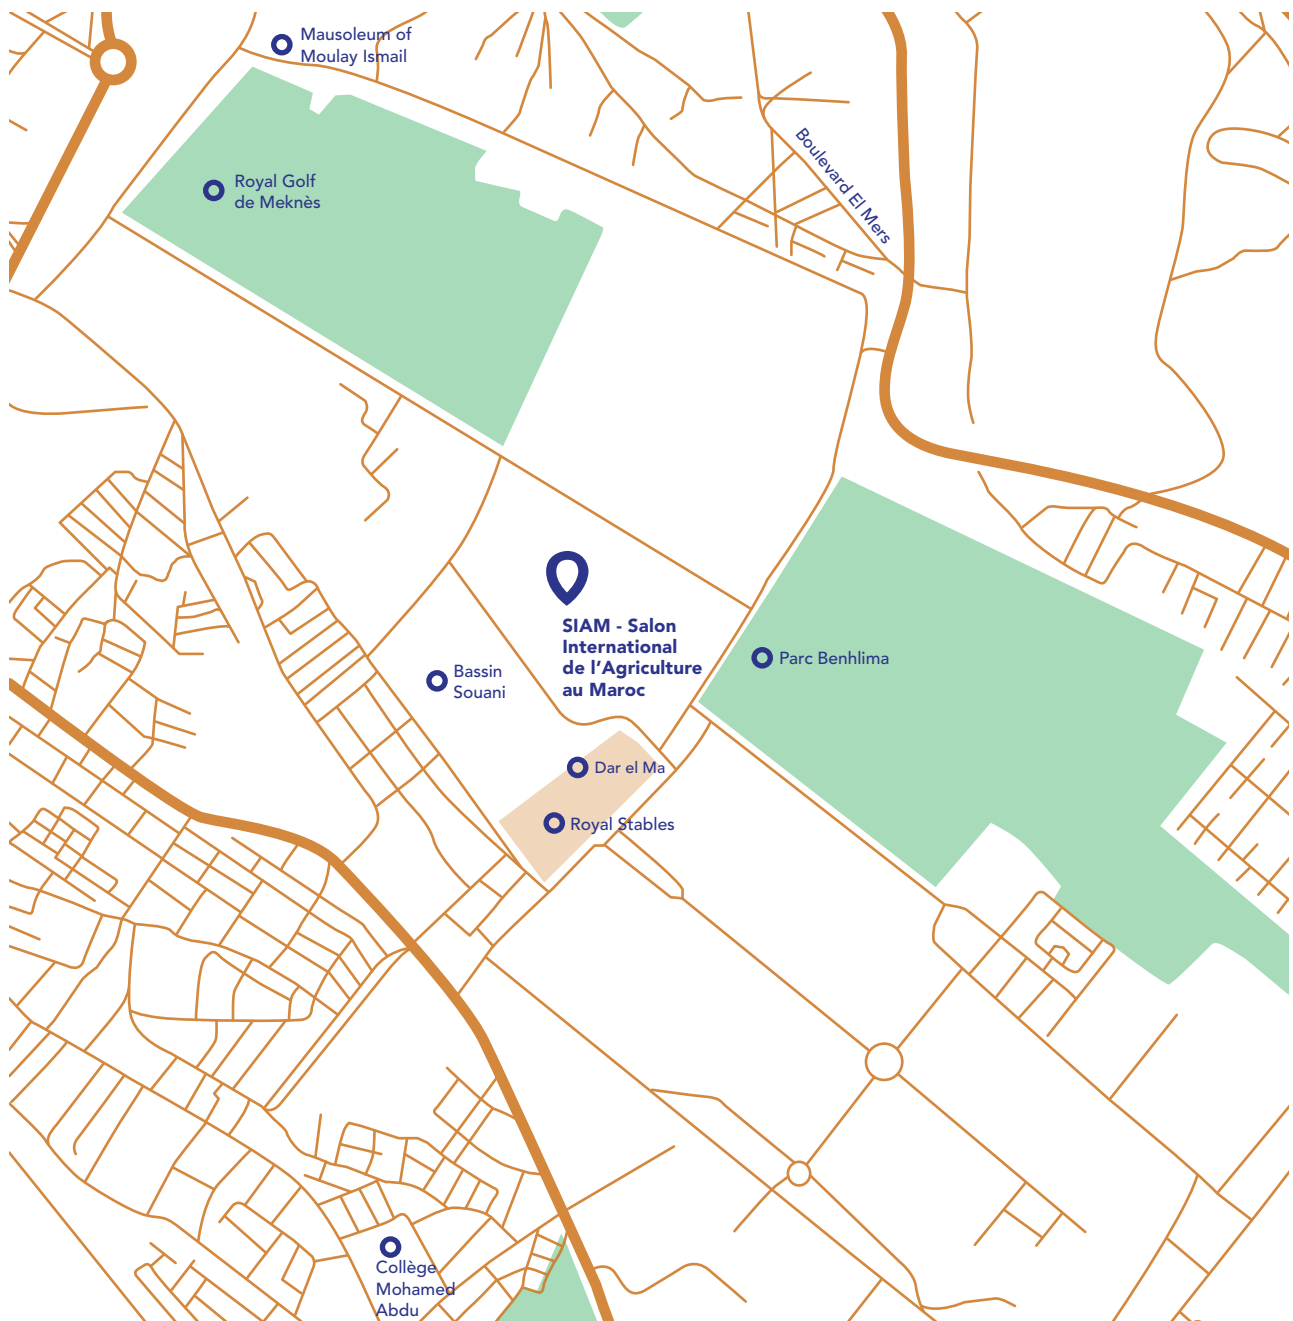 Mausoleum of
Moulay Ismail
Royal Golf
de Meknès
Boulevard El Mers
SIAM - Salon
International
de l'Agriculture
au Maroc
Bassin
Souani
Parc Benhlima
Dar el Ma
Royal Stables
Collège
Mohamed
Abdu